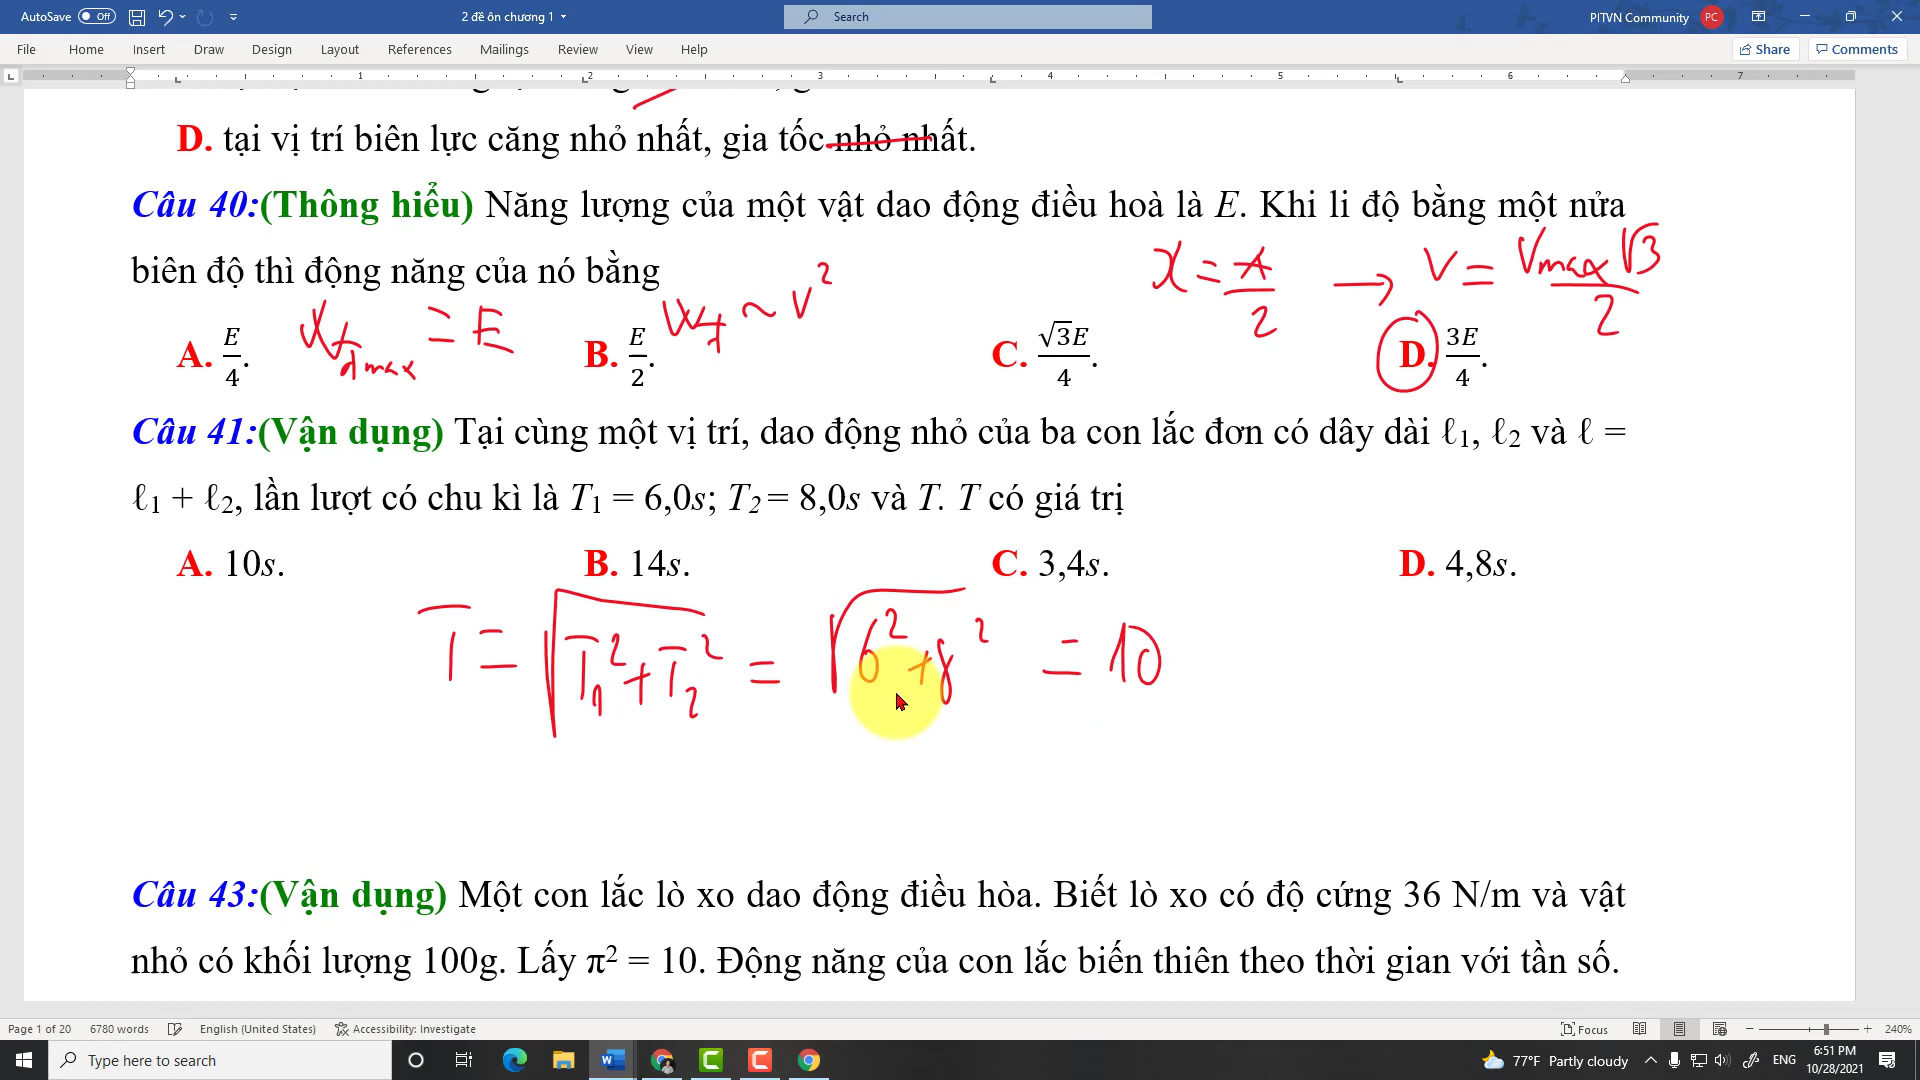 AutoSave Off 2 đề ôn chương 1 Search PITVN Community PC
File Home Insert Draw Design Layout References Mailings Review View Help Share Comments
1 2 3 4 5 6 7
D. tại vị trí biên lực căng nhỏ nhất, gia tốc nhỏ nhất.
Câu 40:(Thông hiểu) Năng lượng của một vật dao động điều hoà là E. Khi li độ bằng một nửa
biên độ thì động năng của nó bằng
x = A/2 → v = vmax √3/2
Wđmax = E Wđ ~ v²
A. E/4. B. E/2. C. √3E/4. D. 3E/4.
Câu 41:(Vận dụng) Tại cùng một vị trí, dao động nhỏ của ba con lắc đơn có dây dài ℓ₁, ℓ₂ và ℓ =
ℓ₁ + ℓ₂, lần lượt có chu kì là T₁ = 6,0s; T₂ = 8,0s và T. T có giá trị
A. 10s. B. 14s. C. 3,4s. D. 4,8s.
T = √T₁² + T₂² = √6² + 8² = 10
Câu 43:(Vận dụng) Một con lắc lò xo dao động điều hòa. Biết lò xo có độ cứng 36 N/m và vật
nhỏ có khối lượng 100g. Lấy π² = 10. Động năng của con lắc biến thiên theo thời gian với tần số.
Page 1 of 20 6780 words English (United States) Accessibility: Investigate Focus 240%
Type here to search 77°F Partly cloudy ENG 6:51 PM
10/28/2021